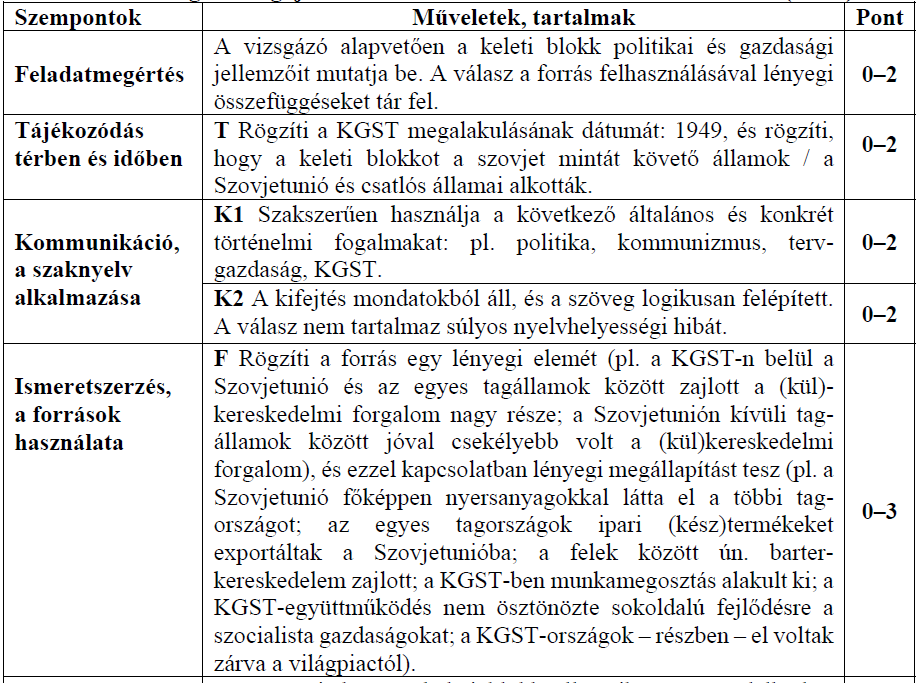 Szempontok Műveletek, tartalmak Pont
Feladatmegértés
A vizsgázó alapvetően a keleti blokk politikai és gazdasági
jellemzőit mutatja be. A válasz a forrás felhasználásával lényegi
összefüggéseket tár fel.
0–2
Tájékozódás
térben és időben
T Rögzíti a KGST megalakulásának dátumát: 1949, és rögzíti,
hogy a keleti blokkot a szovjet mintát követő államok / a
Szovjetunió és csatlós államai alkották.
0–2
Kommunikáció,
a szaknyelv
alkalmazása
K1 Szakszerűen használja a következő általános és konkrét
történelmi fogalmakat: pl. politika, kommunizmus, terv-
gazdaság, KGST.
0–2
K2 A kifejtés mondatokból áll, és a szöveg logikusan felépített.
A válasz nem tartalmaz súlyos nyelvhelyességi hibát.
0–2
Ismeretszerzés,
a források
használata
F Rögzíti a forrás egy lényegi elemét (pl. a KGST-n belül a
Szovjetunió és az egyes tagállamok között zajlott a (kül)-
kereskedelmi forgalom nagy része; a Szovjetunión kívüli tag-
államok között jóval csekélyebb volt a (kül)kereskedelmi
forgalom), és ezzel kapcsolatban lényegi megállapítást tesz (pl. a
Szovjetunió főképpen nyersanyagokkal látta el a többi tag-
országot; az egyes tagországok ipari (kész)termékeket
exportáltak a Szovjetunióba; a felek között ún. barter-
kereskedelem zajlott; a KGST-ben munkamegosztás alakult ki; a
KGST-együttműködés nem ösztönözte sokoldalú fejlődésre a
szocialista gazdaságokat; a KGST-országok – részben – el voltak
zárva a világpiactól).
0–3